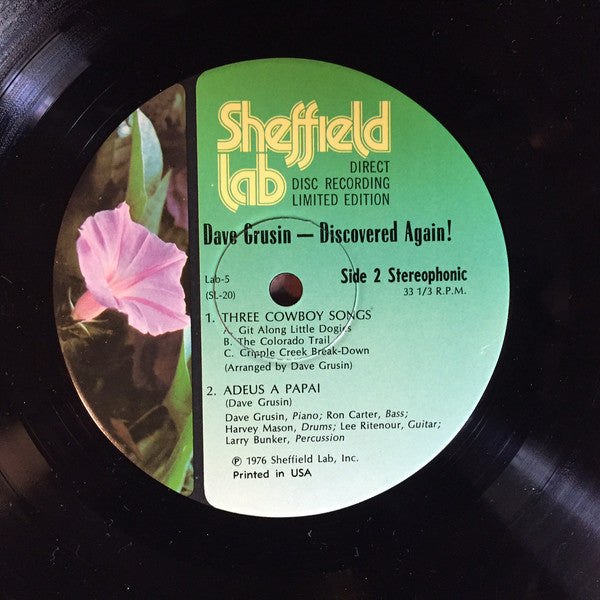 Sheffield
Lab
DIRECT
DISC RECORDING
LIMITED EDITION
Dave Grusin — Discovered Again!
Lab-5
(SL-20)
Side 2 Stereophonic
33 1/3 R.P.M.
1. THREE COWBOY SONGS
A. Git Along Little Dogies
B. The Colorado Trail
C. Cripple Creek Break-Down
(Arranged by Dave Grusin)
2. ADEUS A PAPAI
(Dave Grusin)
Dave Grusin, Piano; Ron Carter, Bass;
Harvey Mason, Drums; Lee Ritenour, Guitar;
Larry Bunker, Percussion
℗ 1976 Sheffield Lab, Inc.
Printed in USA